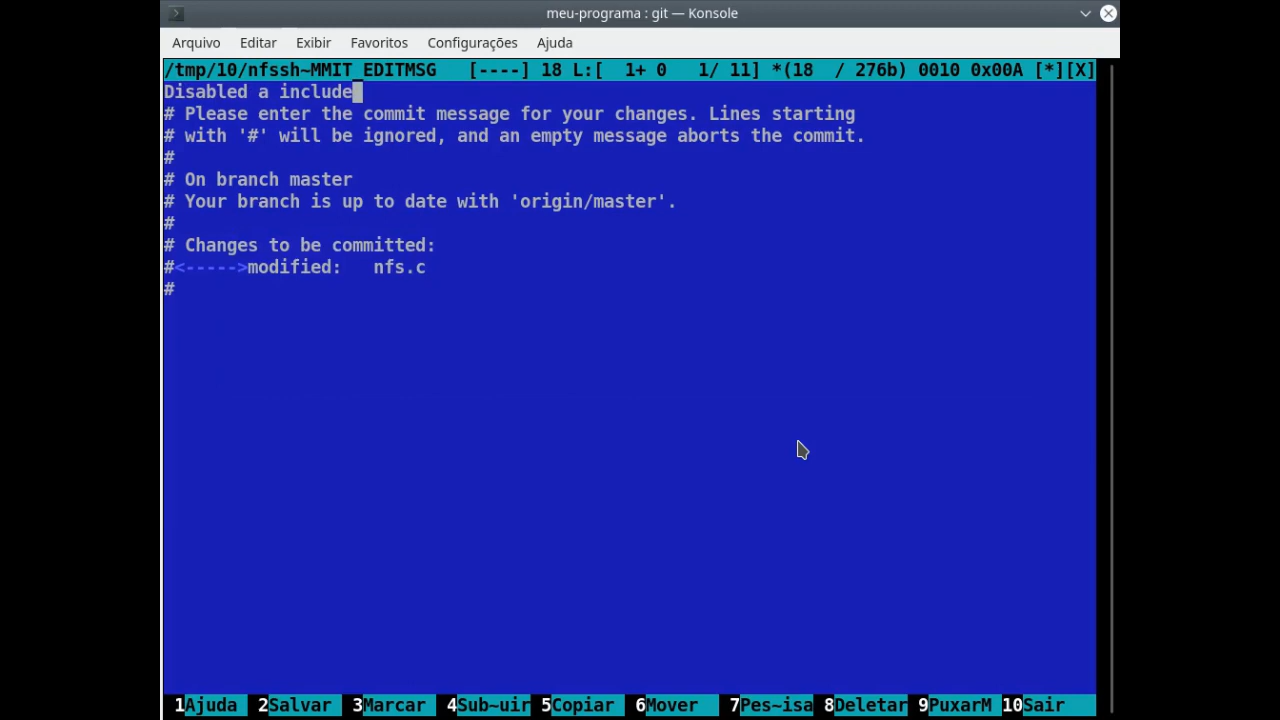 meu-programa : git — Konsole
Arquivo Editar Exibir Favoritos Configurações Ajuda
/tmp/10/nfssh~MMIT_EDITMSG [----] 18 L:[ 1+ 0 1/ 11] *(18 / 276b) 0010 0x00A [*][X]
Disabled a include
# Please enter the commit message for your changes. Lines starting
# with '#' will be ignored, and an empty message aborts the commit.
#
# On branch master
# Your branch is up to date with 'origin/master'.
#
# Changes to be committed:
#<----->modified: nfs.c
#
1Ajuda 2Salvar 3Marcar 4Sub~uir 5Copiar 6Mover 7Pes~isa 8Deletar 9PuxarM 10Sair